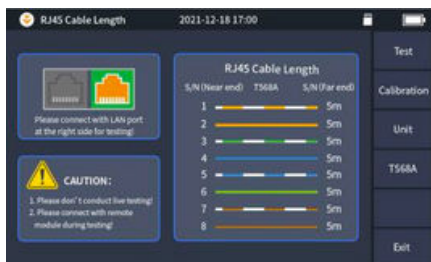 RJ45 Cable Length 2021-12-18 17:00
Please connect with LAN port
at the right side for testing!
CAUTION:
1. Please don't conduct live testing!
2. Please connect with remote
module during testing!
RJ45 Cable Length
S/N(Near end) T568A S/N(Far end)
1 5m
2 5m
3 5m
4 5m
5 5m
6 5m
7 5m
8 5m
Test
Calibration
Unit
T568A
Exit